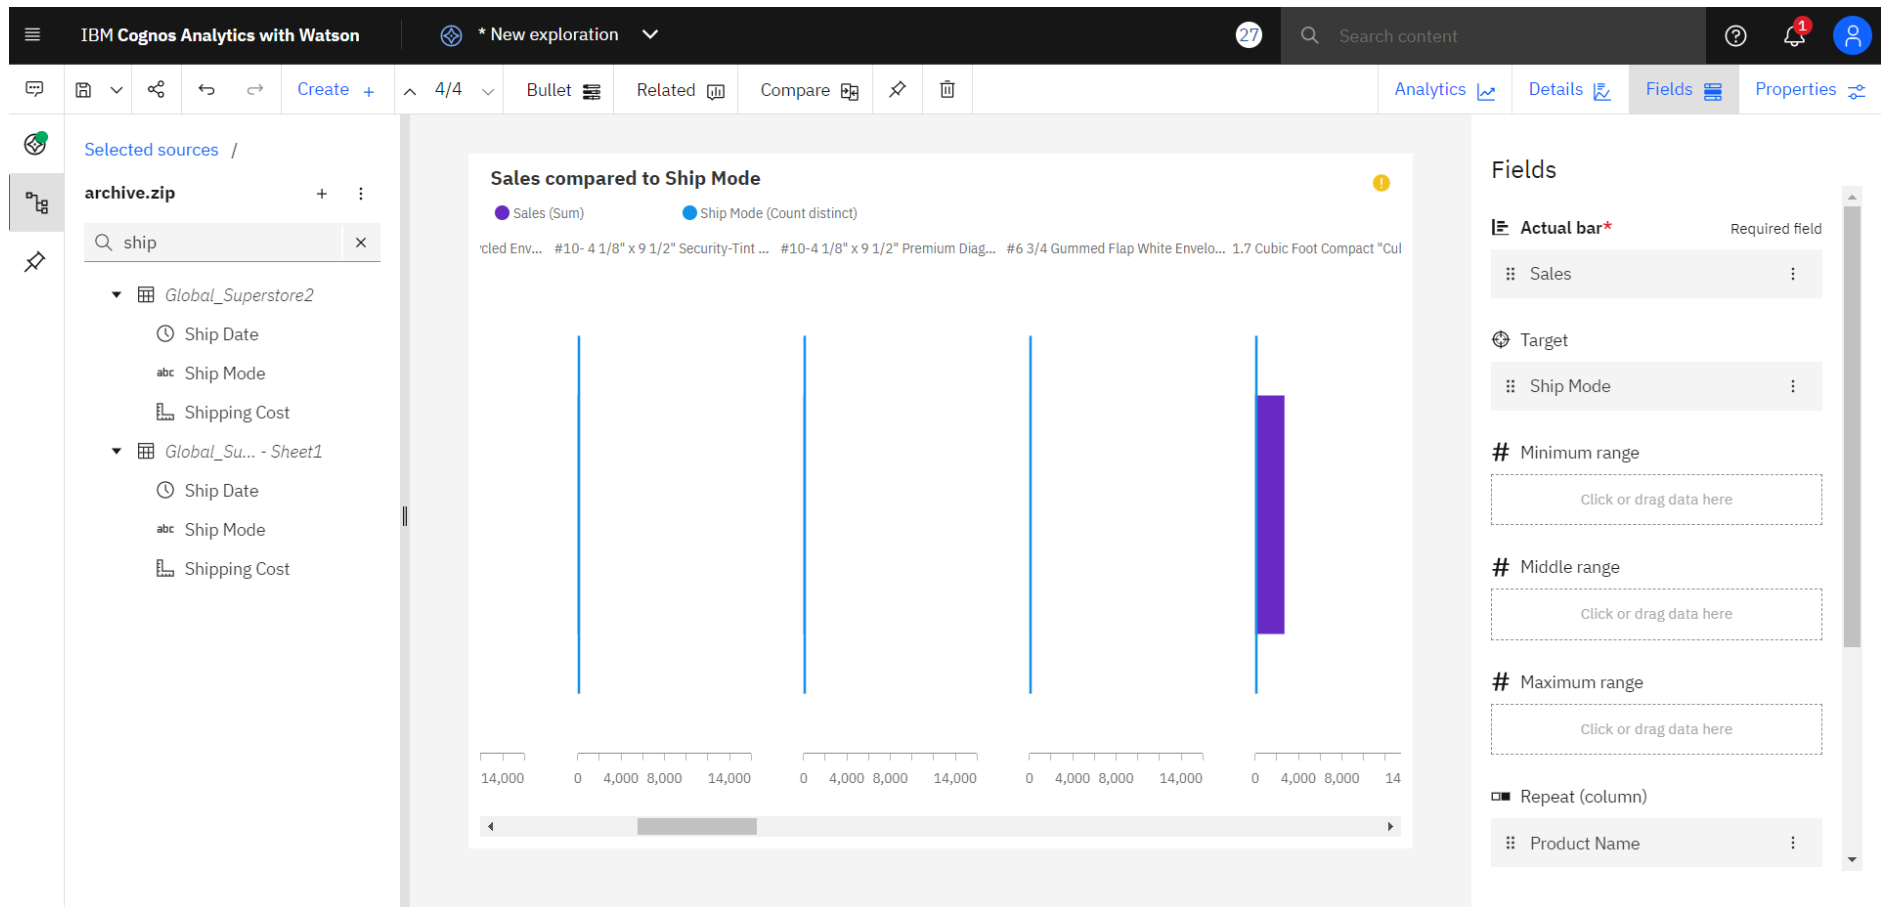 IBM Cognos Analytics with Watson
* New exploration
27
Search content
1
Create +
4/4
Bullet
Related
Compare
Analytics
Details
Fields
Properties
Selected sources /
archive.zip
ship
Global_Superstore2
Ship Date
abc Ship Mode
Shipping Cost
Global_Su... - Sheet1
Ship Date
abc Ship Mode
Shipping Cost
Sales compared to Ship Mode
Sales (Sum)
Ship Mode (Count distinct)
cled Env... #10- 4 1/8" x 9 1/2" Security-Tint ... #10-4 1/8" x 9 1/2" Premium Diag... #6 3/4 Gummed Flap White Envelo... 1.7 Cubic Foot Compact "Cul
14,000 0 4,000 8,000 14,000 0 4,000 8,000 14,000 0 4,000 8,000 14,000 0 4,000 8,000 14
Fields
Actual bar* Required field
Sales
Target
Ship Mode
# Minimum range
Click or drag data here
# Middle range
Click or drag data here
# Maximum range
Click or drag data here
Repeat (column)
Product Name